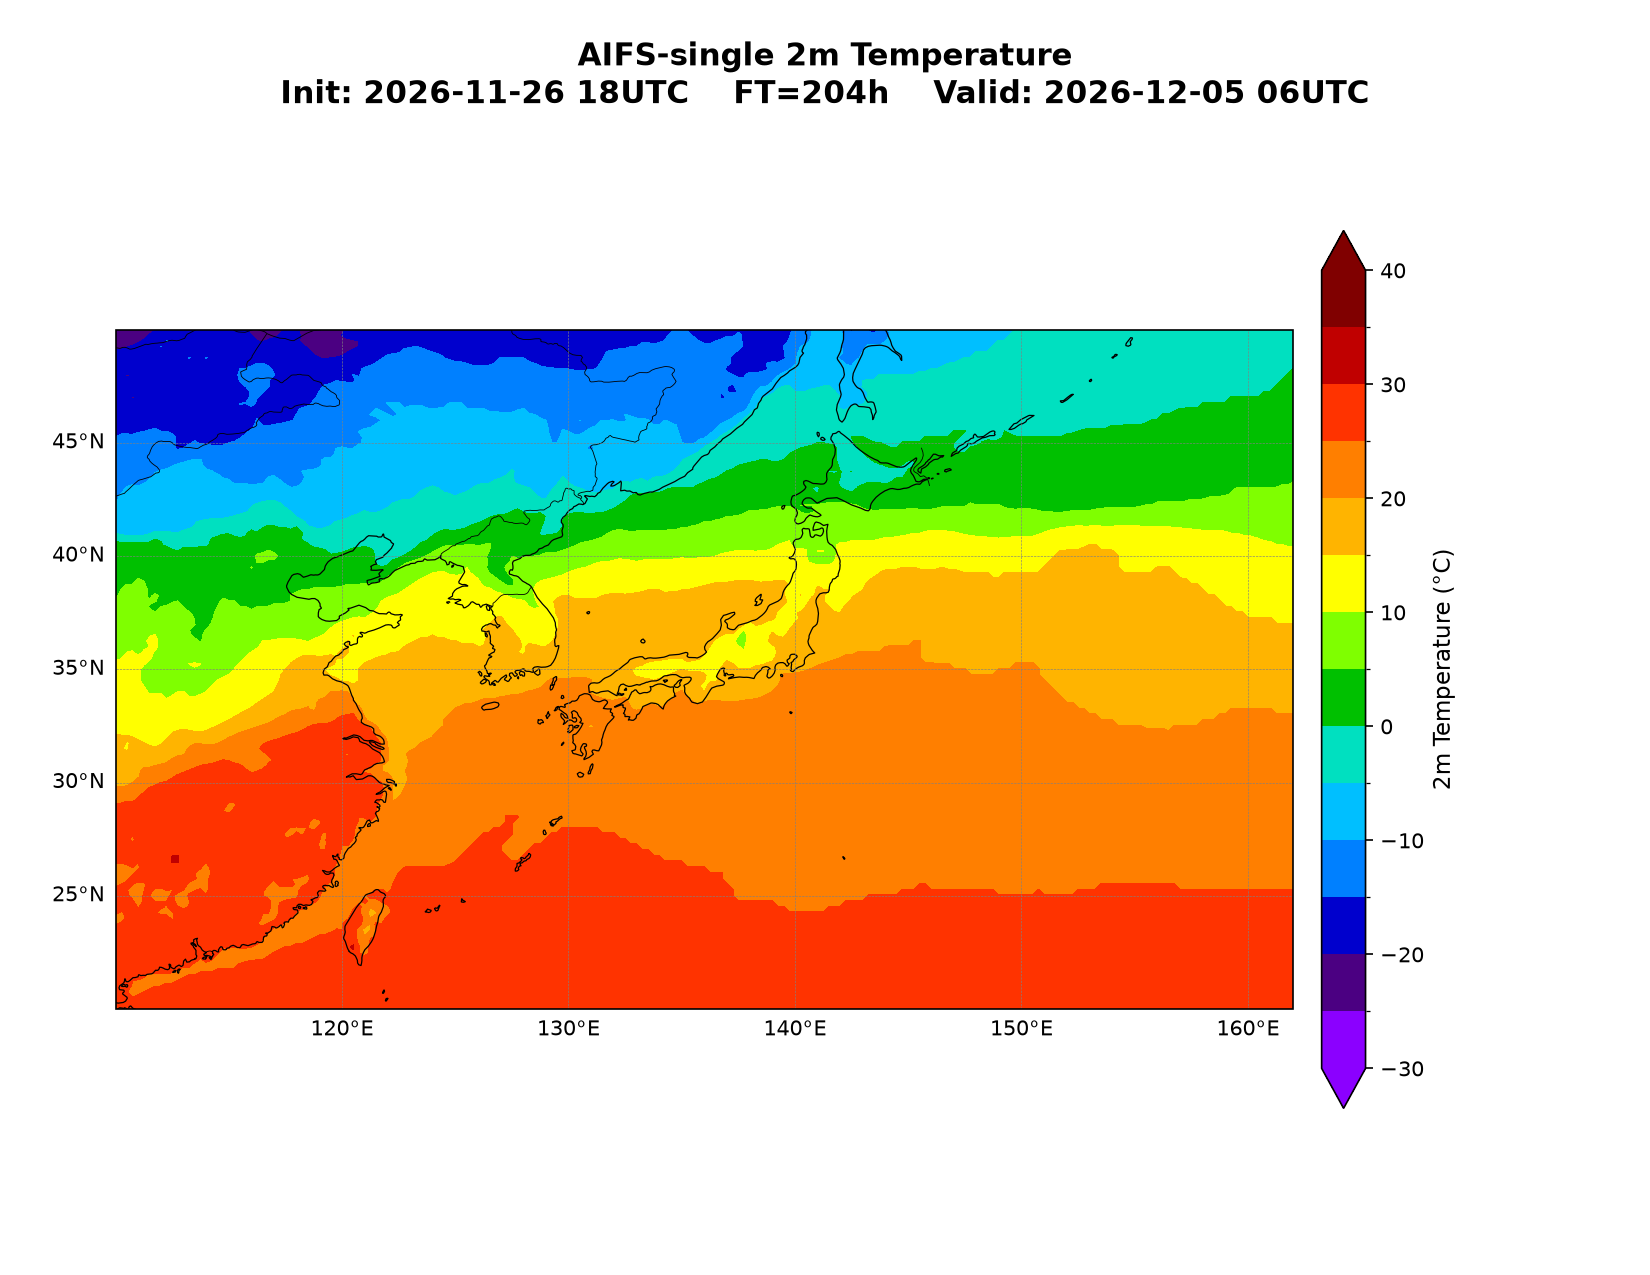 AIFS-single 2m Temperature
Init: 2026-11-26 18UTC    FT=204h    Valid: 2026-12-05 06UTC
45°N
40°N
35°N
30°N
25°N
120°E
130°E
140°E
150°E
160°E
40
30
20
10
0
−10
−20
−30
2m Temperature (°C)